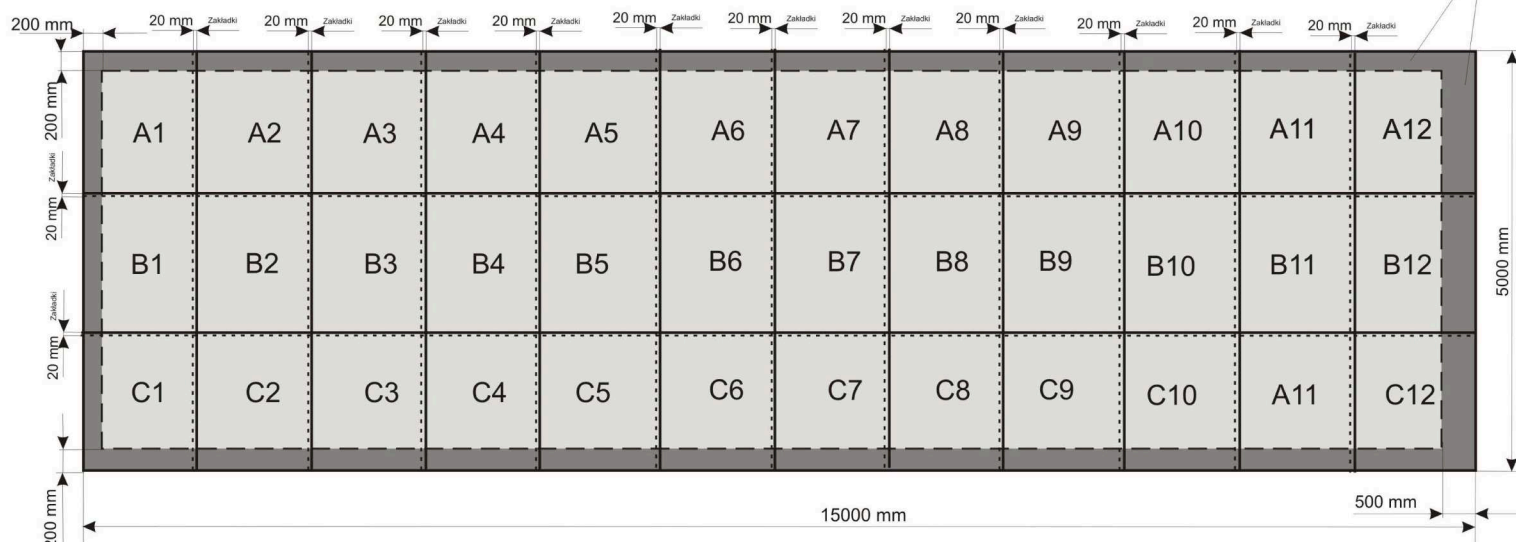 20 mm Zakładki 20 mm Zakładki 20 mm Zakładki 20 mm Zakładki 20 mm Zakładki 20 mm Zakładki 20 mm Zakładki 20 mm Zakładki 20 mm Zakładki 20 mm Zakładki 20 mm Zakładki
200 mm
200 mm
Zakładki
A1 A2 A3 A4 A5 A6 A7 A8 A9 A10 A11 A12
20 mm
B1 B2 B3 B4 B5 B6 B7 B8 B9 B10 B11 B12
5000 mm
Zakładki
20 mm
C1 C2 C3 C4 C5 C6 C7 C8 C9 C10 A11 C12
200 mm
500 mm
15000 mm